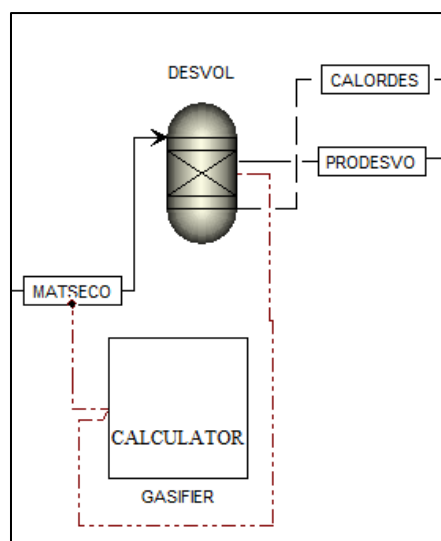 DESVOL
CALORDES
PRODESVO
MATSECO
CALCULATOR
GASIFIER